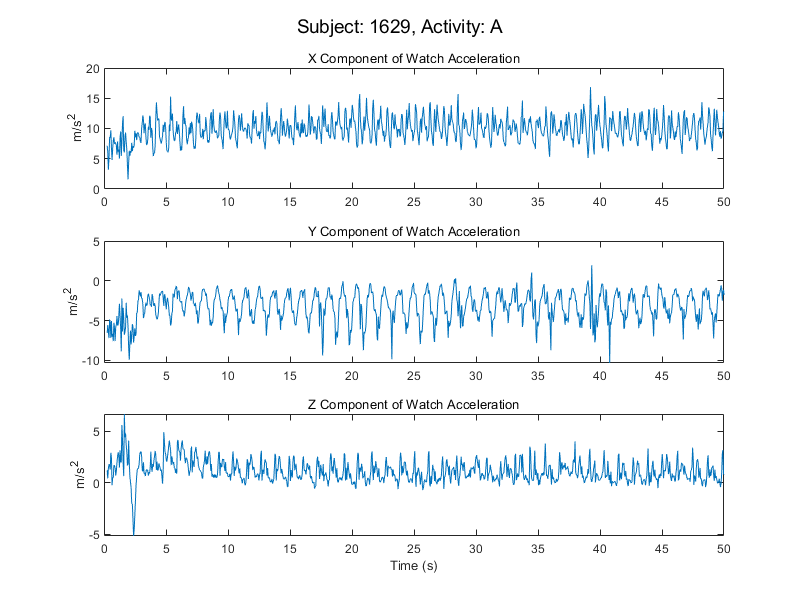 Subject: 1629, Activity: A
X Component of Watch Acceleration
20
15
10
5
0
m/s2
0 5 10 15 20 25 30 35 40 45 50
Y Component of Watch Acceleration
5
0
-5
-10
m/s2
0 5 10 15 20 25 30 35 40 45 50
Z Component of Watch Acceleration
5
0
-5
m/s2
0 5 10 15 20 25 30 35 40 45 50
Time (s)